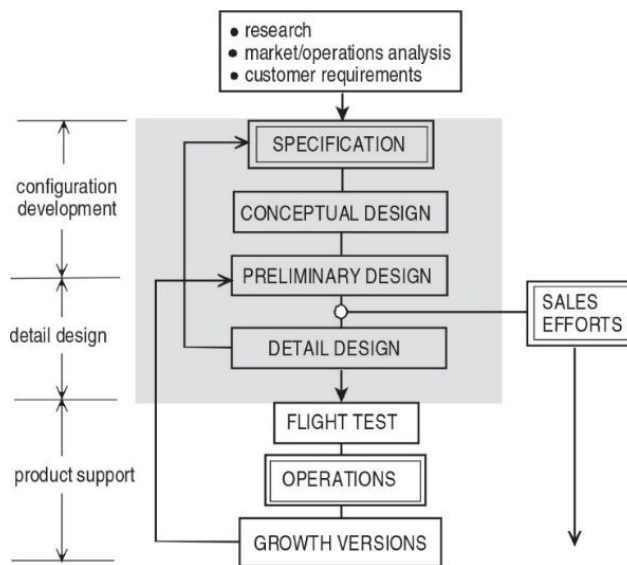 • research
• market/operations analysis
• customer requirements
SPECIFICATION
configuration
development
CONCEPTUAL DESIGN
PRELIMINARY DESIGN
SALES
EFFORTS
detail design
DETAIL DESIGN
FLIGHT TEST
product support
OPERATIONS
GROWTH VERSIONS